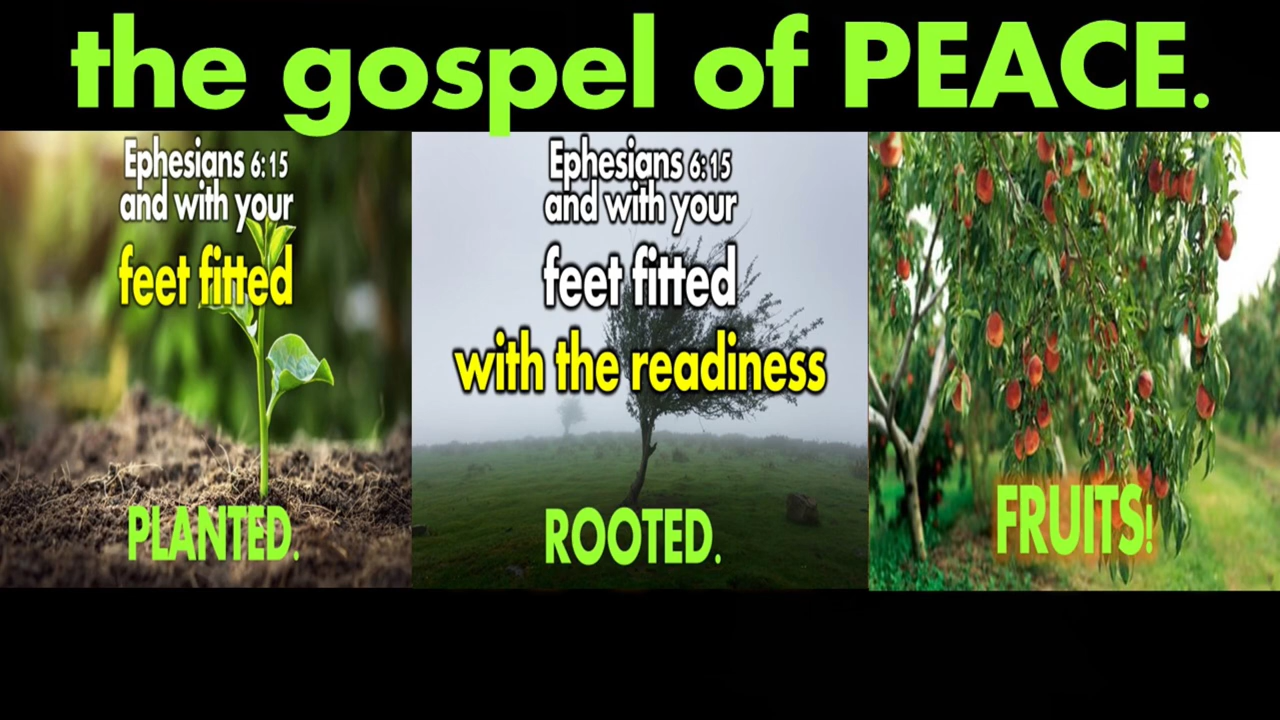 the gospel of PEACE.
Ephesians 6:15
and with your
feet fitted
PLANTED.
Ephesians 6:15
and with your
feet fitted
with the readiness
ROOTED.
FRUITS!